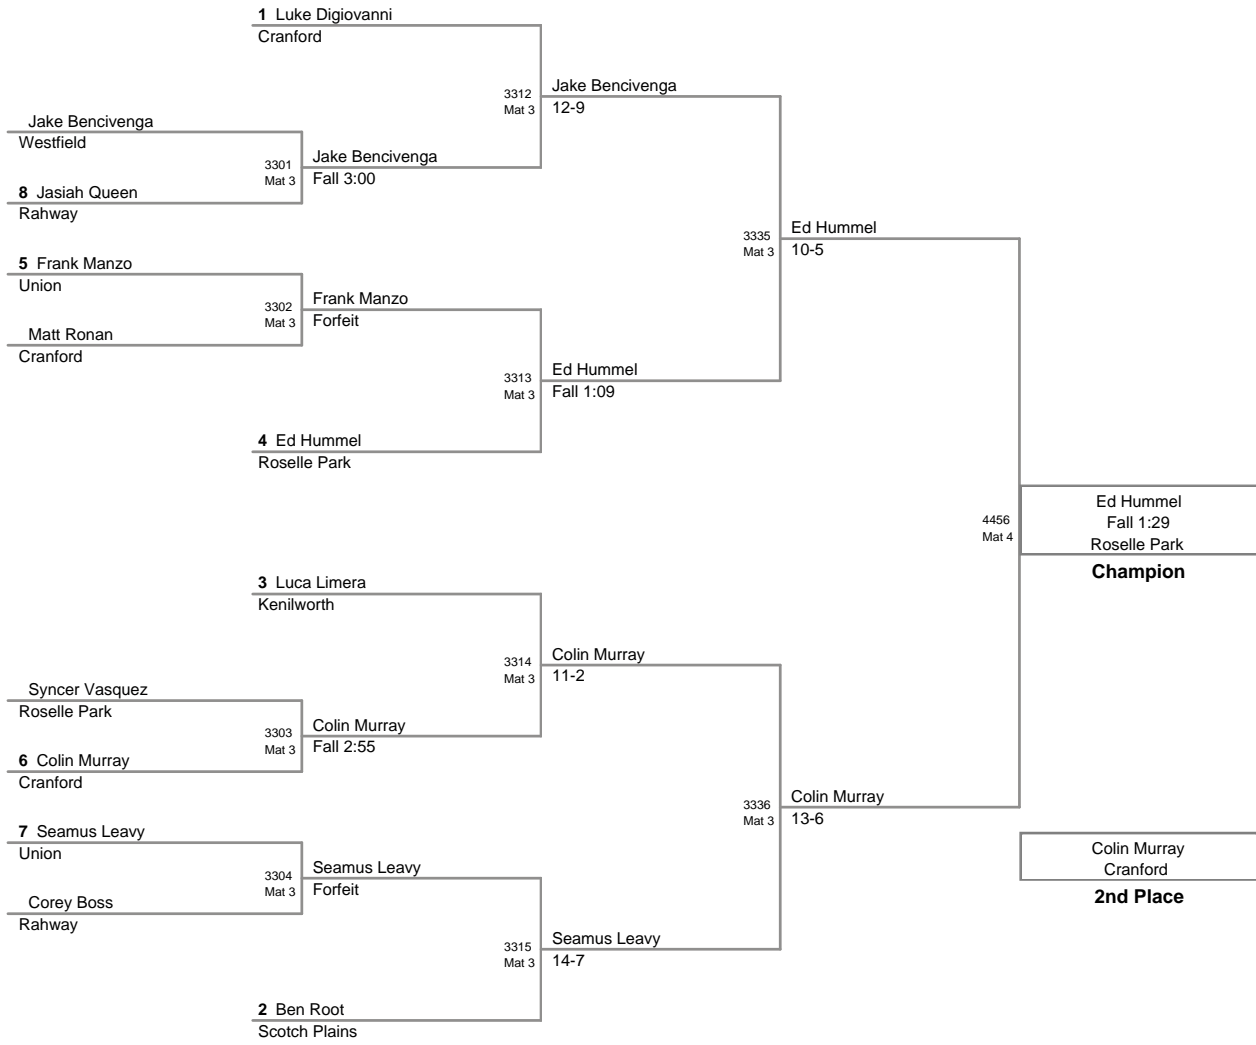 1 Luke Digiovanni
Cranford
3312
Mat 3
Jake Bencivenga
12-9
Jake Bencivenga
Westfield
3301
Mat 3
Jake Bencivenga
Fall 3:00
8 Jasiah Queen
Rahway
3335
Mat 3
Ed Hummel
10-5
5 Frank Manzo
Union
3302
Mat 3
Frank Manzo
Forfeit
Matt Ronan
Cranford
3313
Mat 3
Ed Hummel
Fall 1:09
4 Ed Hummel
Roselle Park
4456
Mat 4
Ed Hummel
Fall 1:29
Roselle Park
Champion
3 Luca Limera
Kenilworth
3314
Mat 3
Colin Murray
11-2
Syncer Vasquez
Roselle Park
3303
Mat 3
Colin Murray
Fall 2:55
6 Colin Murray
Cranford
3336
Mat 3
Colin Murray
13-6
7 Seamus Leavy
Union
3304
Mat 3
Seamus Leavy
Forfeit
Corey Boss
Rahway
Colin Murray
Cranford
2nd Place
3315
Mat 3
Seamus Leavy
14-7
2 Ben Root
Scotch Plains